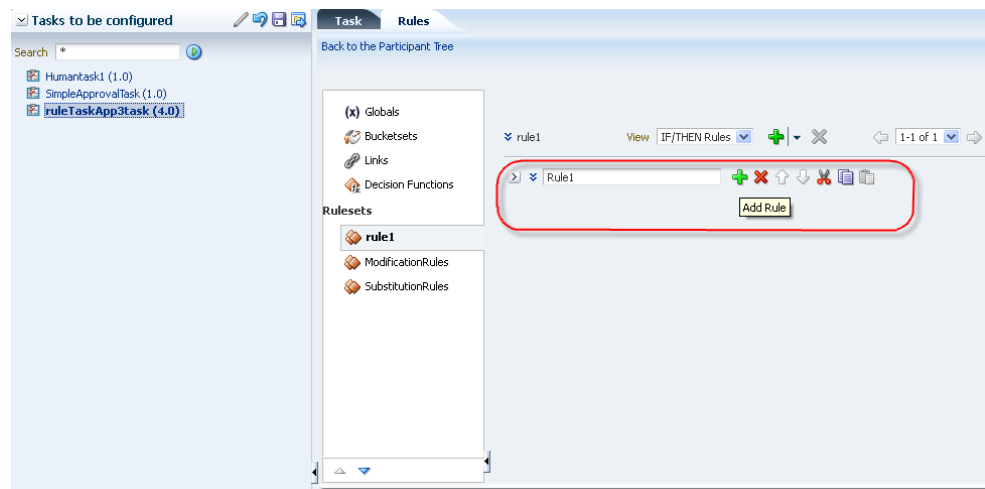 Tasks to be configured
Search *
Humantask1 (1.0)
SimpleApprovalTask (1.0)
ruleTaskApp3task (4.0)
Task Rules
Back to the Participant Tree
(x) Globals
Bucketsets
Links
Decision Functions
Rulesets
rule1
ModificationRules
SubstitutionRules
rule1 View IF/THEN Rules 1-1 of 1
Rule1
Add Rule